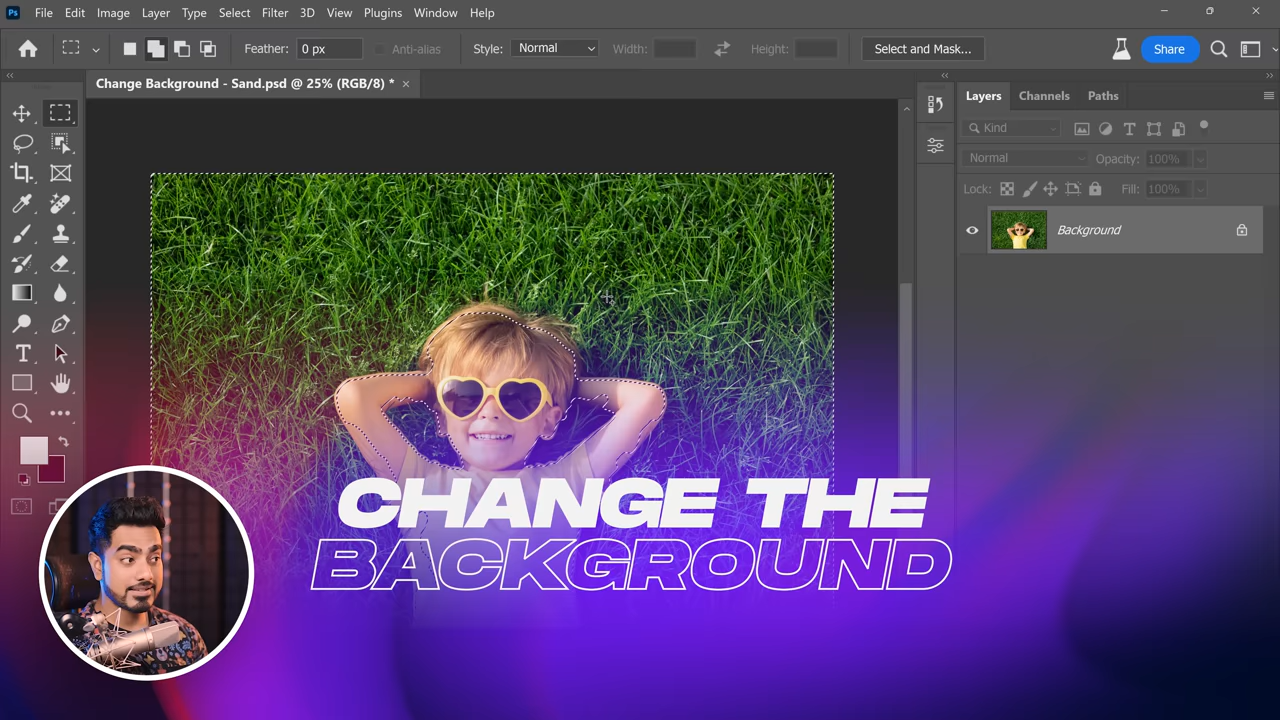 Ps File Edit Image Layer Type Select Filter 3D View Plugins Window Help
Feather: 0 px Anti-alias Style: Normal Width: Height: Select and Mask... Share
Change Background - Sand.psd @ 25% (RGB/8) * ×
Layers Channels Paths
Kind
Normal Opacity: 100%
Lock: Fill: 100%
Background
CHANGE THE
BACKGROUND